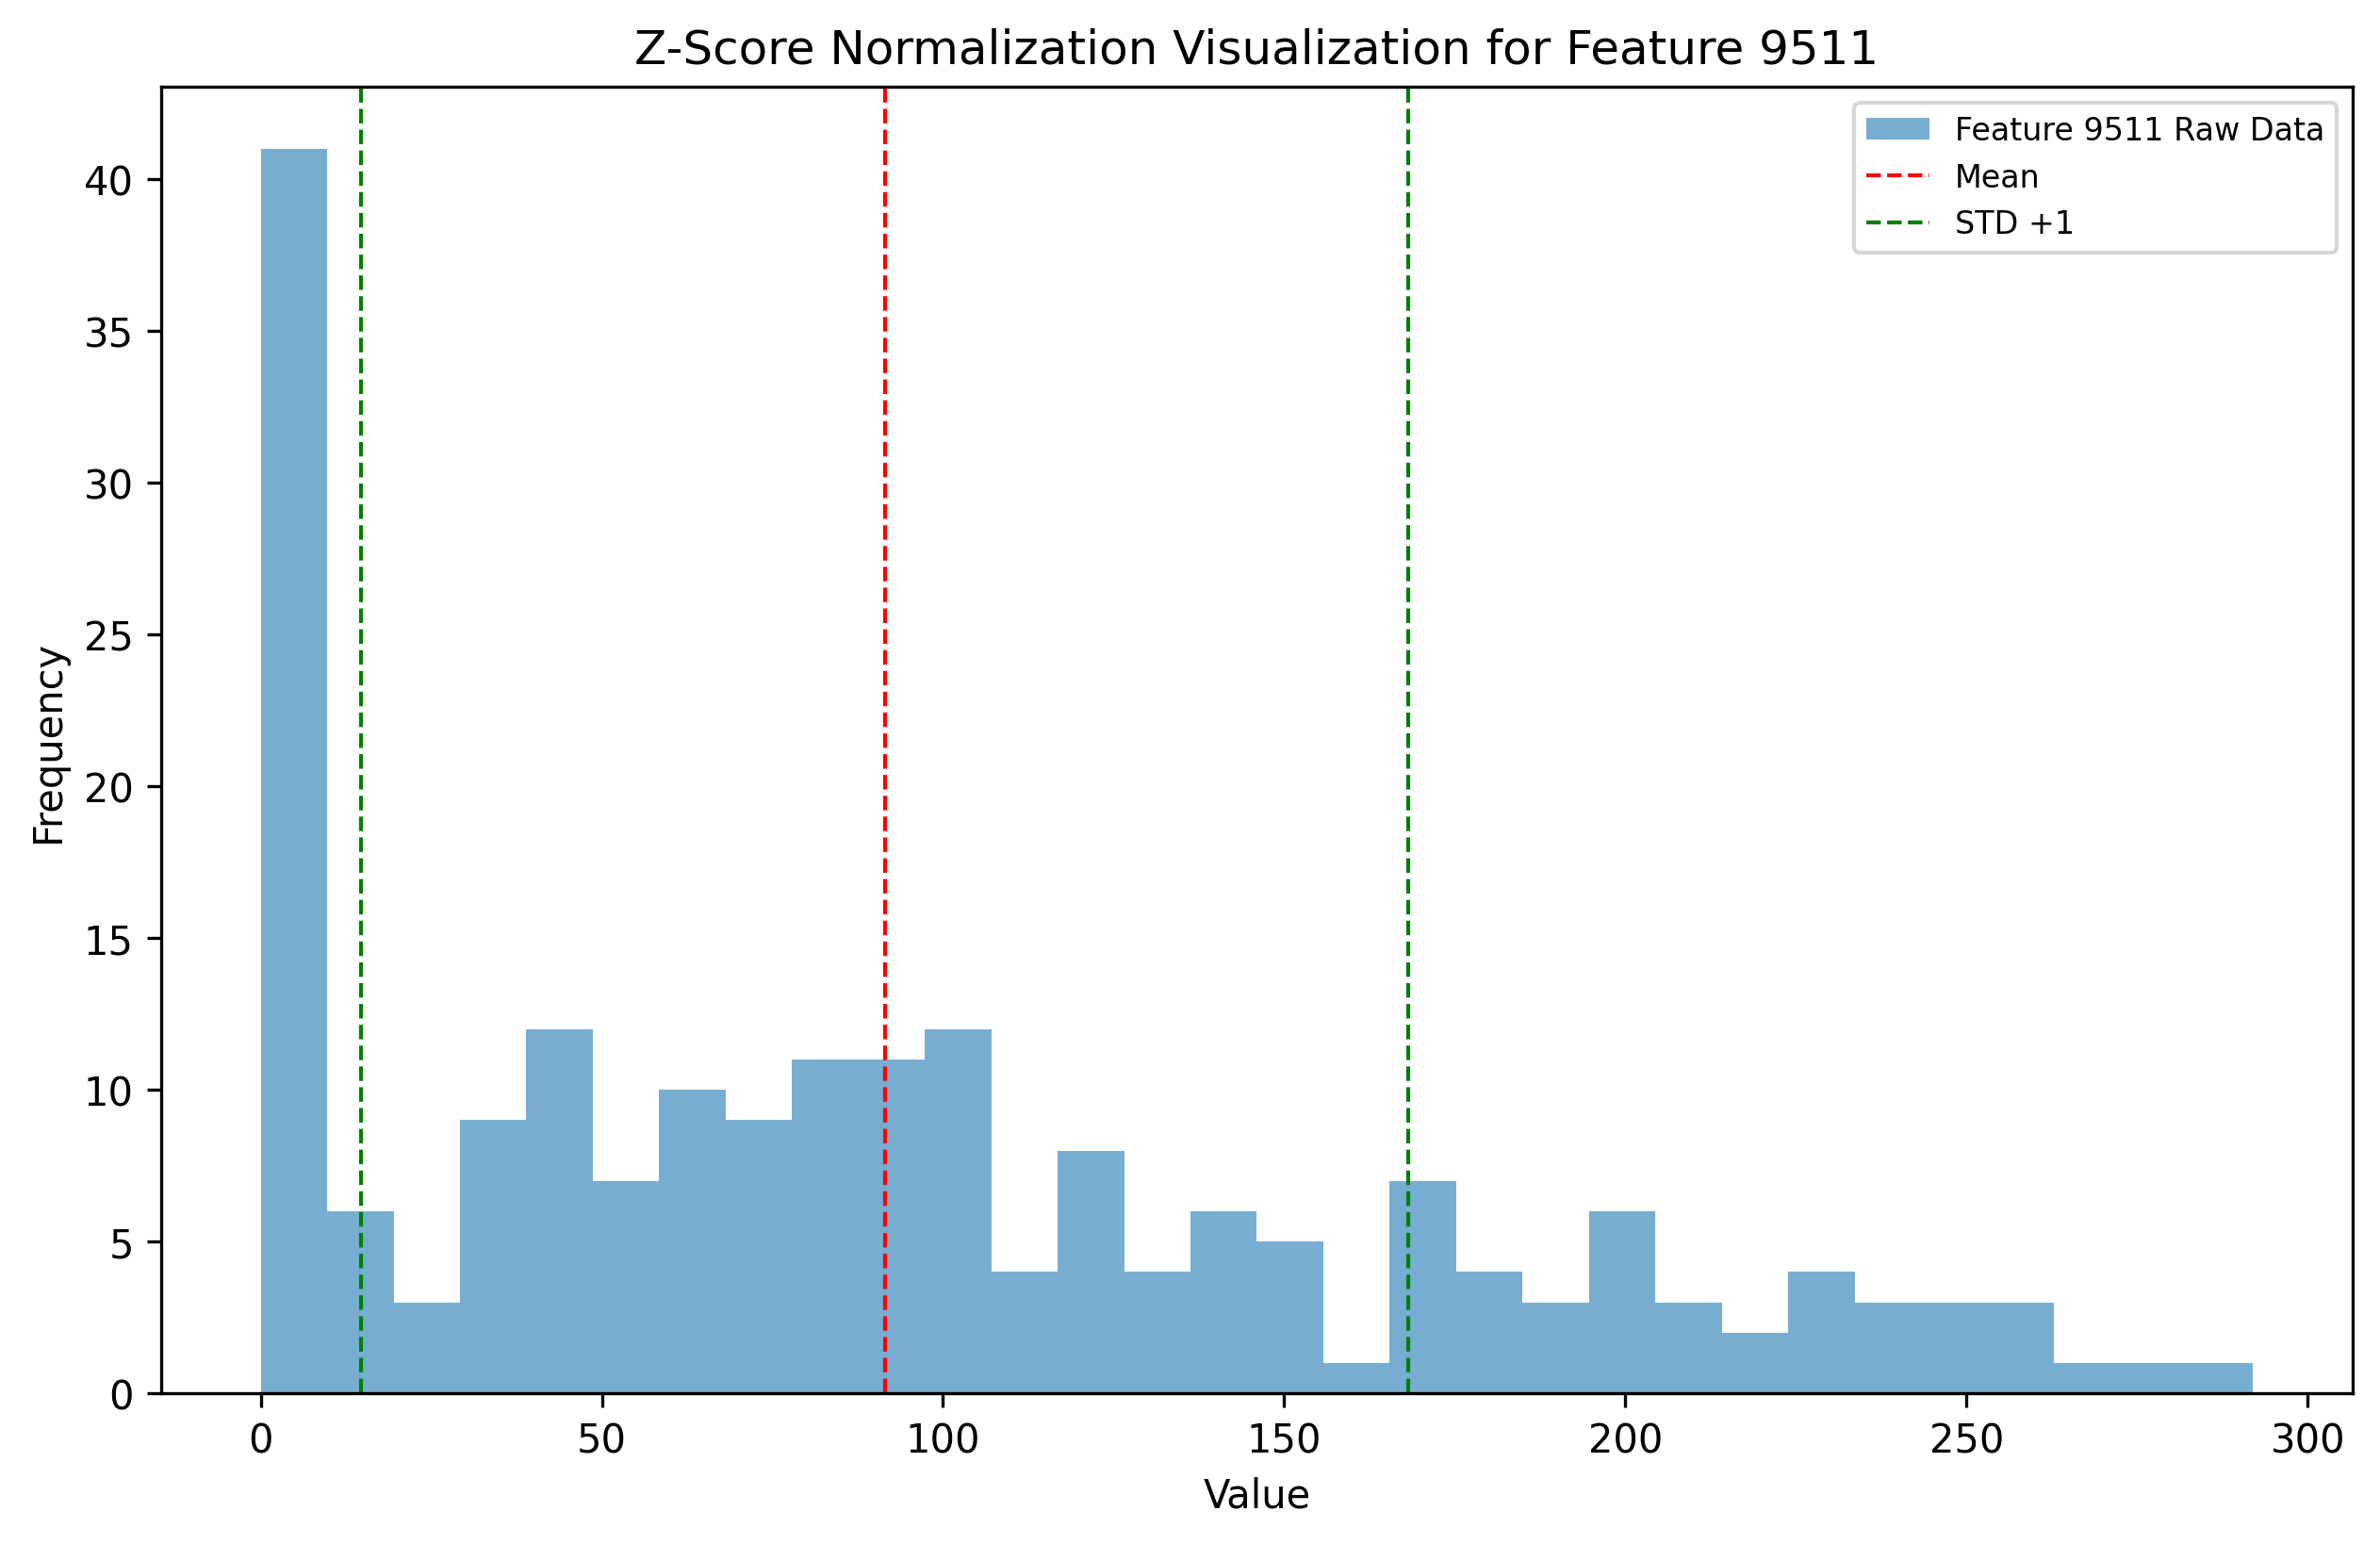 Z-Score Normalization Visualization for Feature 9511
Feature 9511 Raw Data
Mean
STD +1
40
35
30
25
20
15
10
5
0
Frequency
0 50 100 150 200 250 300
Value